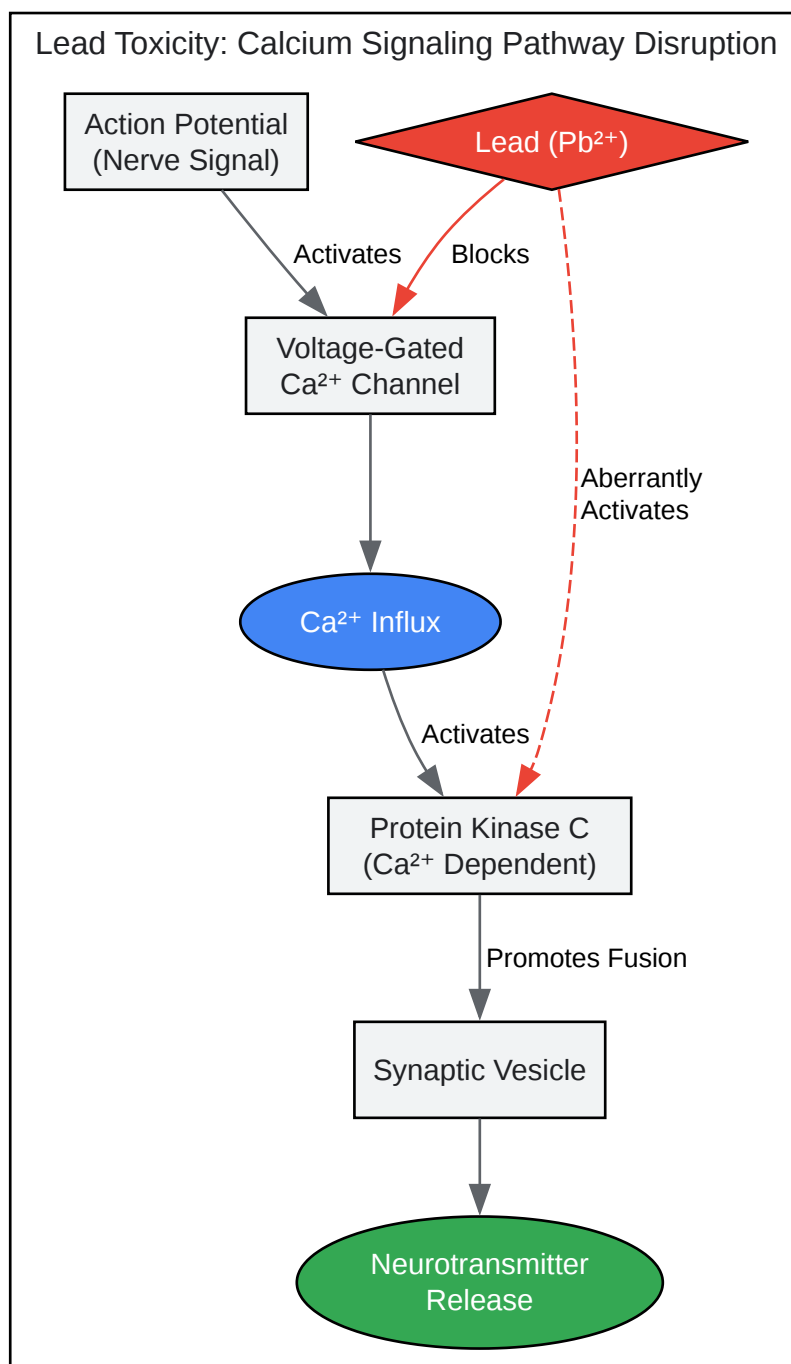 Lead Toxicity: Calcium Signaling Pathway Disruption
Action Potential
(Nerve Signal)
Lead (Pb²⁺)
Activates
Blocks
Voltage-Gated
Ca²⁺ Channel
Aberrantly
Activates
Ca²⁺ Influx
Activates
Protein Kinase C
(Ca²⁺ Dependent)
Promotes Fusion
Synaptic Vesicle
Neurotransmitter
Release